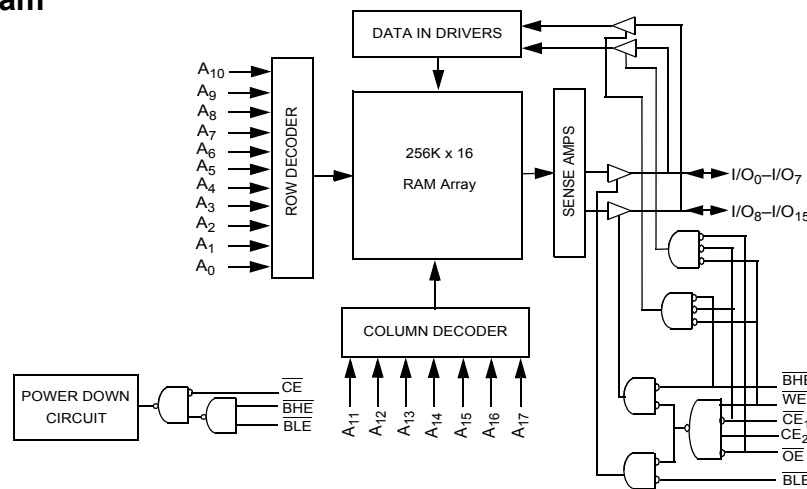 am
DATA IN DRIVERS
A10
A9
A8
A7
A6
A5
A4
A3
A2
A1
A0
ROW DECODER
256K x 16
RAM Array
SENSE AMPS
I/O0–I/O7
I/O8–I/O15
COLUMN DECODER
A11
A12
A13
A14
A15
A16
A17
POWER DOWN
CIRCUIT
CE
BHE
BLE
BHE
WE
CE1
CE2
OE
BLE